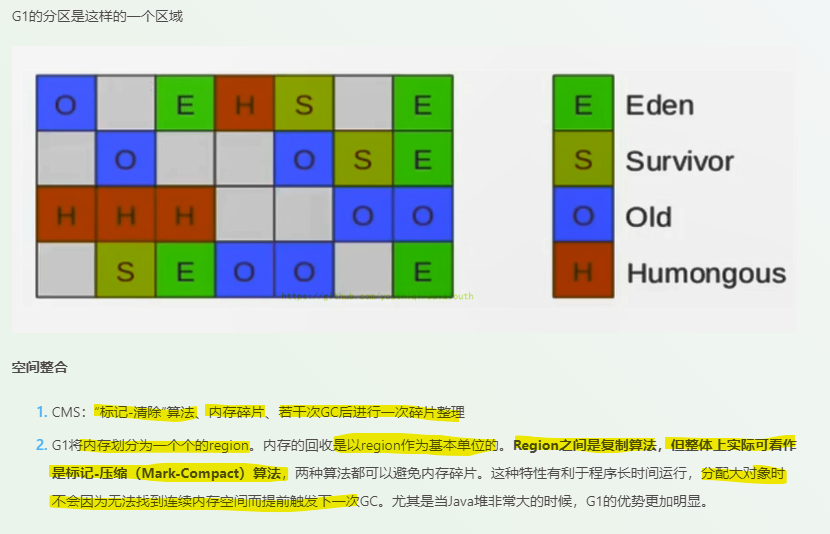 G1的分区是这样的一个区域
O E H S E Eden
O O S E Survivor
H H H O O Old
S E O O E Humongous
空间整合
1. CMS：“标记-清除”算法、内存碎片、若干次GC后进行一次碎片整理
2. G1将内存划分为一个个的region。内存的回收是以region作为基本单位的。Region之间是复制算法，但整体上实际可看作
是标记-压缩（Mark-Compact）算法，两种算法都可以避免内存碎片。这种特性有利于程序长时间运行，分配大对象时
不会因为无法找到连续内存空间而提前触发下一次GC。尤其是当Java堆非常大的时候，G1的优势更加明显。